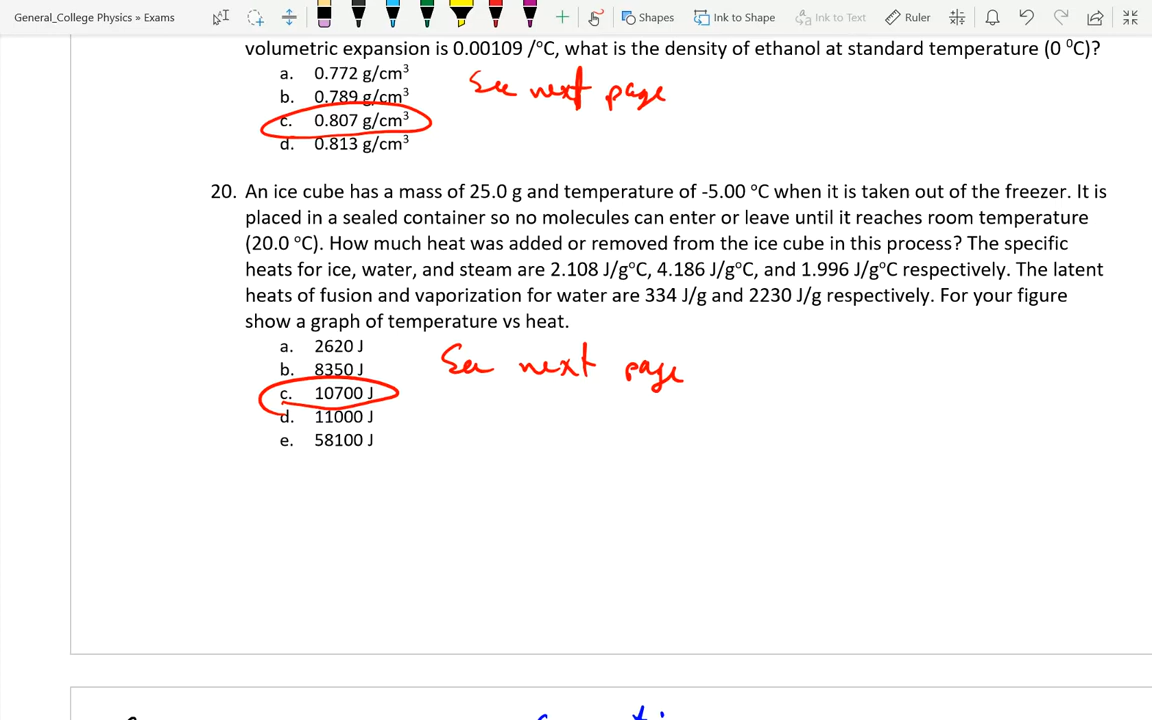 General_College Physics » Exams
Shapes
Ink to Shape
Ink to Text
Ruler
volumetric expansion is 0.00109 /°C, what is the density of ethanol at standard temperature (0 °C)?
a. 0.772 g/cm³
b. 0.789 g/cm³
c. 0.807 g/cm³
d. 0.813 g/cm³
See next page
20. An ice cube has a mass of 25.0 g and temperature of -5.00 °C when it is taken out of the freezer. It is
placed in a sealed container so no molecules can enter or leave until it reaches room temperature
(20.0 °C). How much heat was added or removed from the ice cube in this process? The specific
heats for ice, water, and steam are 2.108 J/g°C, 4.186 J/g°C, and 1.996 J/g°C respectively. The latent
heats of fusion and vaporization for water are 334 J/g and 2230 J/g respectively. For your figure
show a graph of temperature vs heat.
a. 2620 J
b. 8350 J
c. 10700 J
d. 11000 J
e. 58100 J
See next page